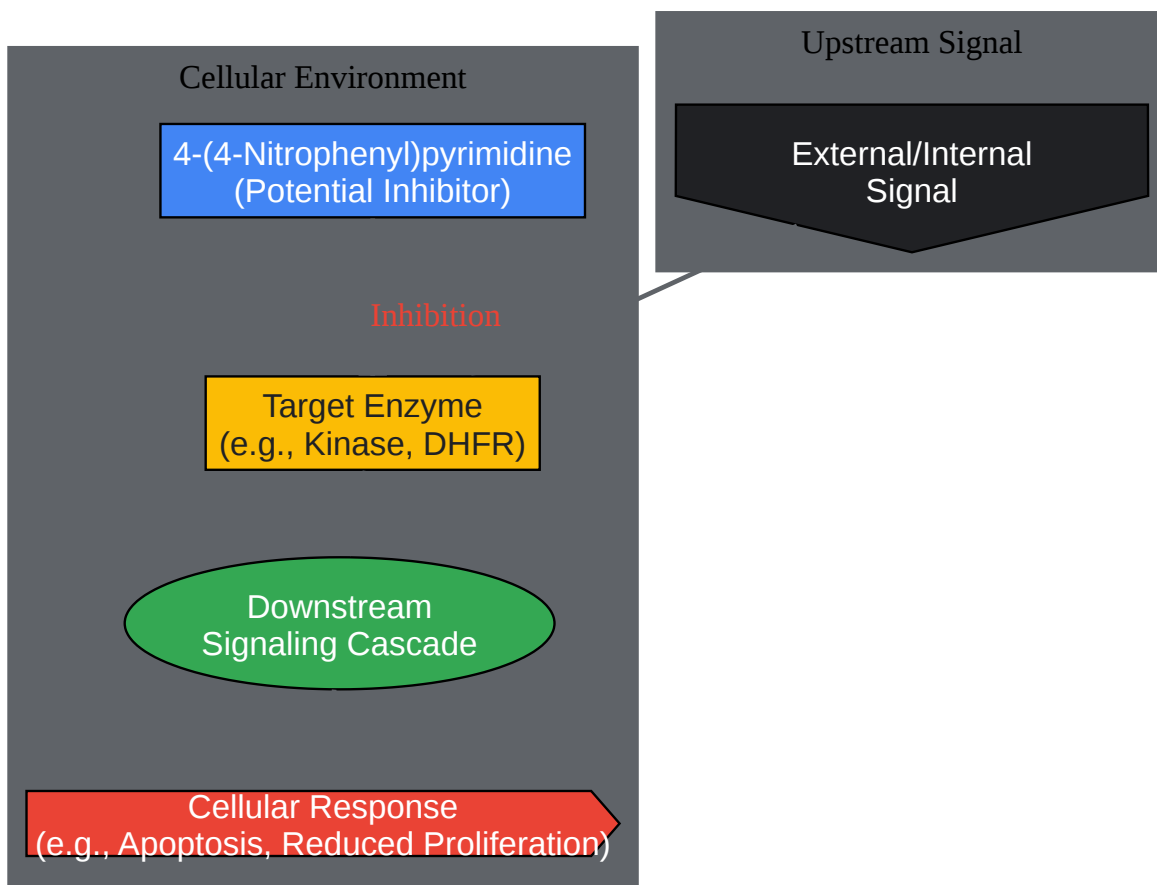 Cellular Environment
4-(4-Nitrophenyl)pyrimidine
(Potential Inhibitor)
Upstream Signal
External/Internal
Signal
Inhibition
Target Enzyme
(e.g., Kinase, DHFR)
Downstream
Signaling Cascade
Cellular Response
(e.g., Apoptosis, Reduced Proliferation)